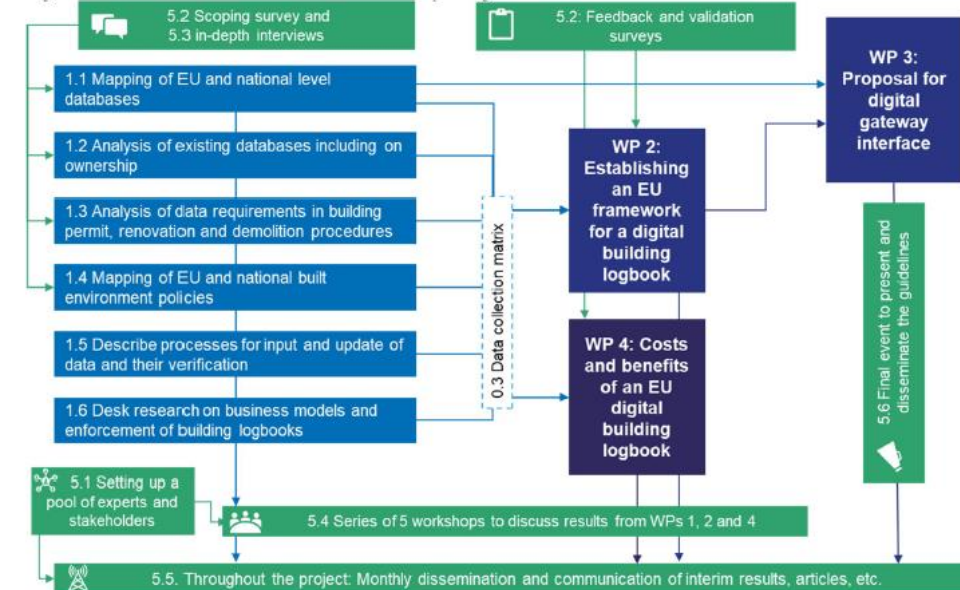 5.2 Scoping survey and
5.3 in-depth interviews
5.2: Feedback and validation
surveys
1.1 Mapping of EU and national level
databases
1.2 Analysis of existing databases including on
ownership
1.3 Analysis of data requirements in building
permit, renovation and demolition procedures
1.4 Mapping of EU and national built
environment policies
1.5 Describe processes for input and update of
data and their verification
1.6 Desk research on business models and
enforcement of building logbooks
0.3 Data collection matrix
WP 2:
Establishing
an EU
framework
for a digital
building
logbook
WP 4: Costs
and benefits
of an EU
digital
building
logbook
WP 3:
Proposal for
digital
gateway
interface
5.6 Final event to present and
disseminate the guidelines
5.1 Setting up a
pool of experts and
stakeholders
5.4 Series of 5 workshops to discuss results from WPs 1, 2 and 4
5.5. Throughout the project: Monthly dissemination and communication of interim results, articles, etc.